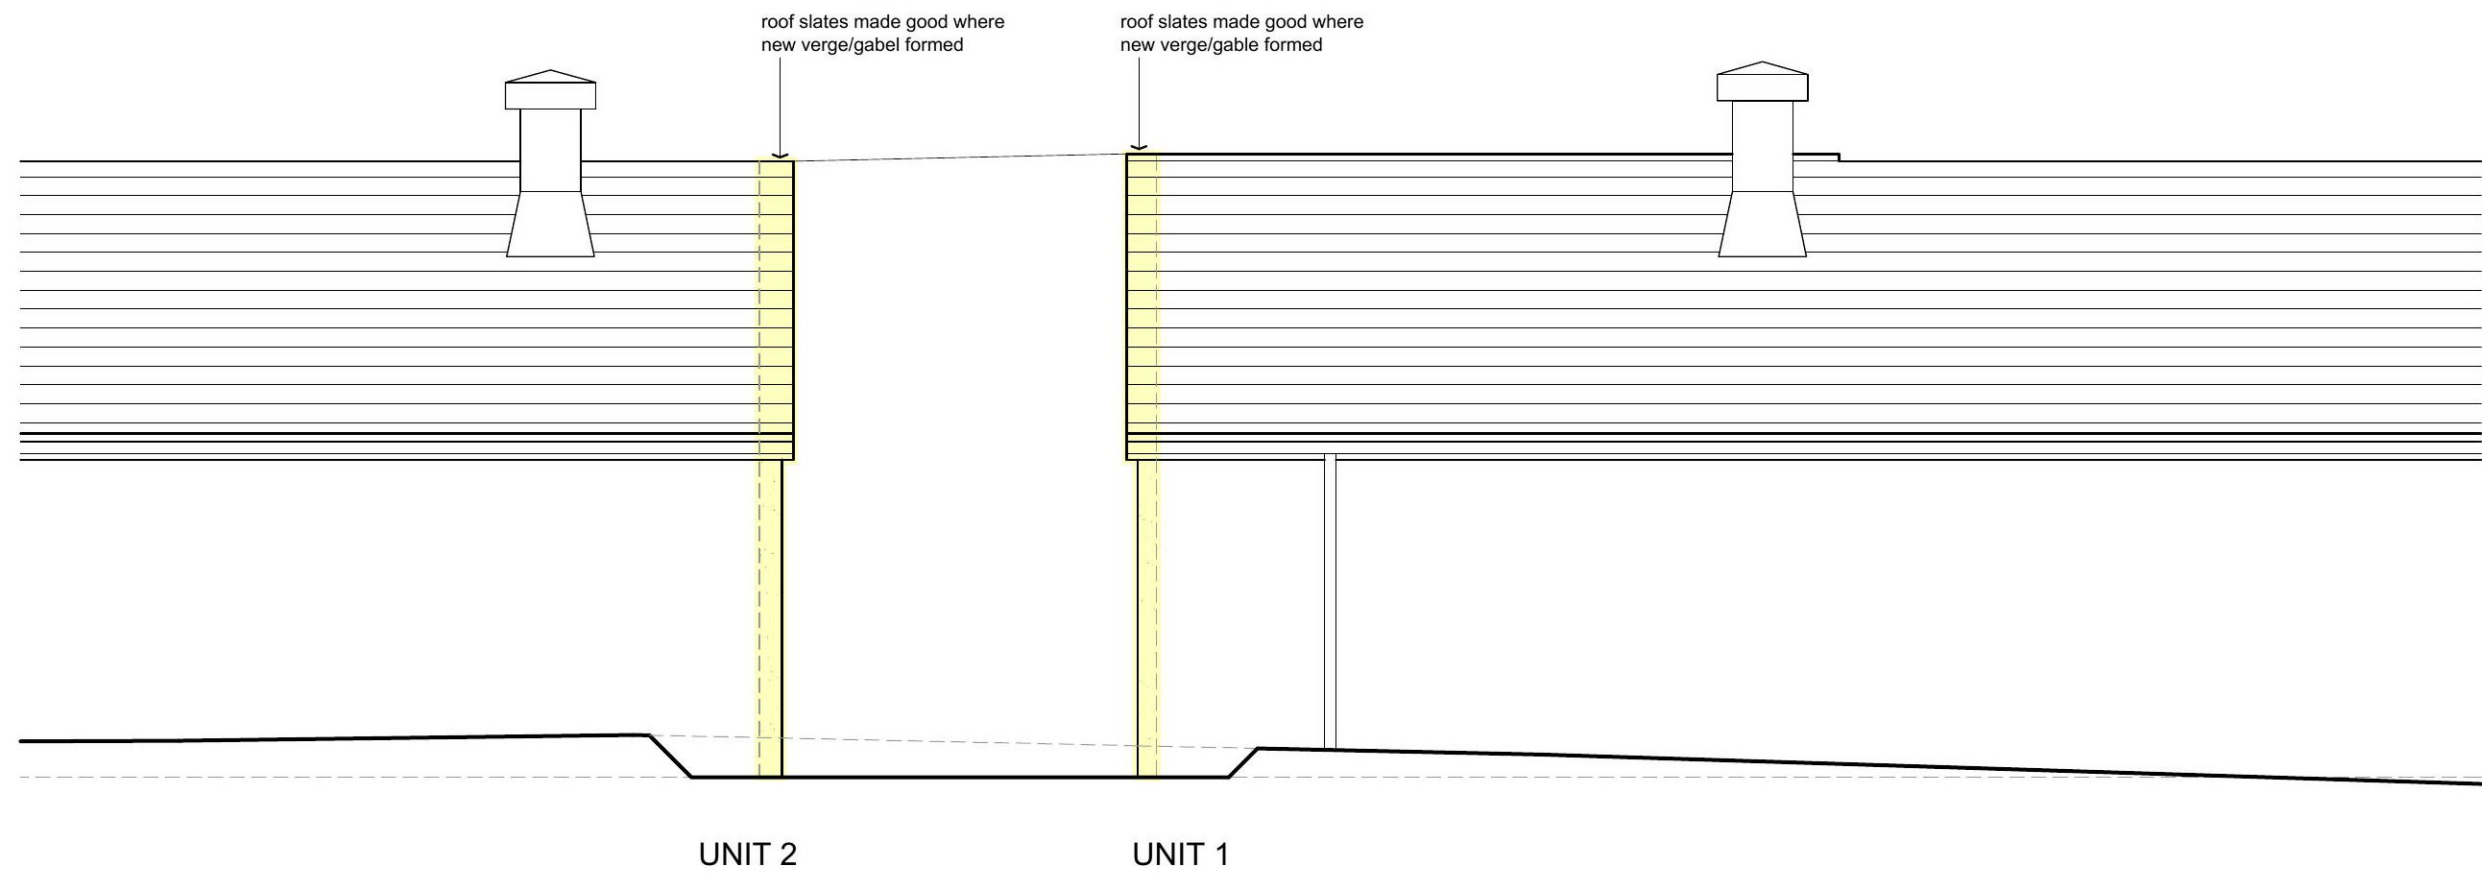 roof slates made good where
new verge/gabel formed
roof slates made good where
new verge/gable formed
UNIT 2
UNIT 1